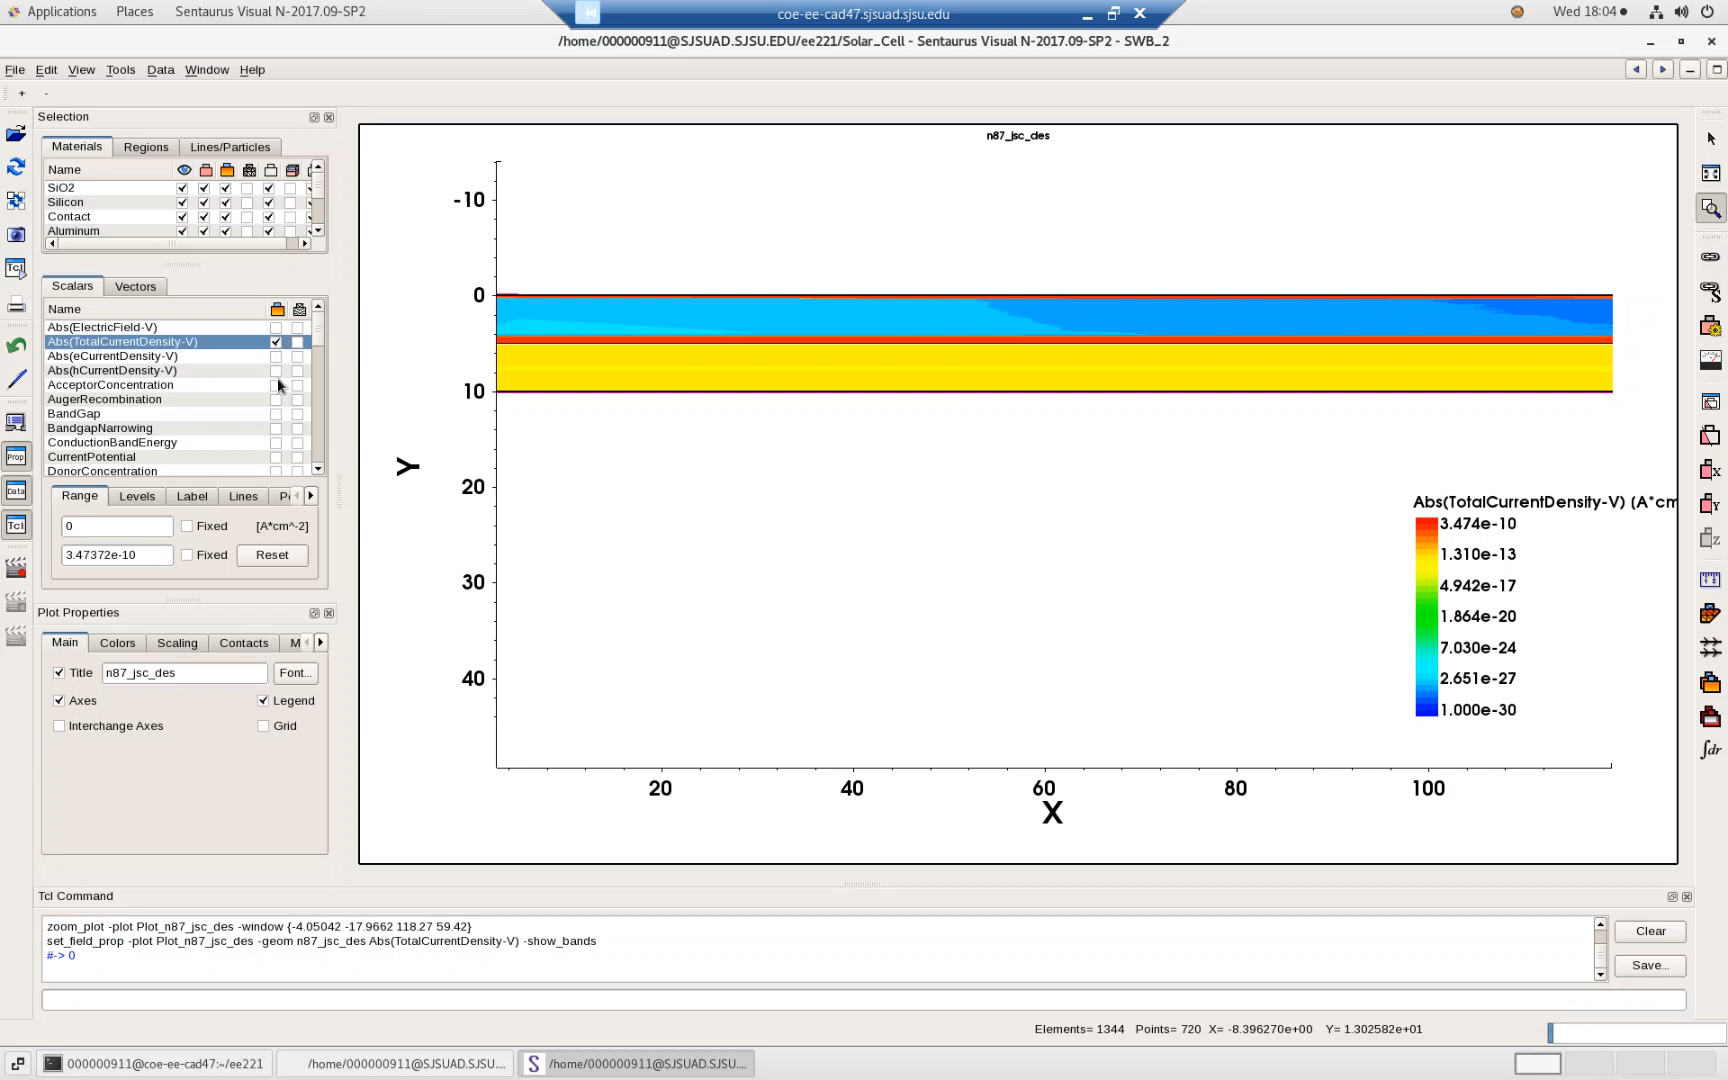 Applications Places Sentaurus Visual N-2017.09-SP2
coe-ee-cad47.sjsuad.sjsu.edu
Wed 18:04
/home/000000911@SJSUAD.SJSU.EDU/ee221/Solar_Cell - Sentaurus Visual N-2017.09-SP2 - SWB_2
File Edit View Tools Data Window Help
+ -
Selection
Materials Regions Lines/Particles
Name
SiO2
Silicon
Contact
Aluminum
Scalars Vectors
Name
Abs(ElectricField-V)
Abs(TotalCurrentDensity-V)
Abs(eCurrentDensity-V)
Abs(hCurrentDensity-V)
AcceptorConcentration
AugerRecombination
BandGap
BandgapNarrowing
ConductionBandEnergy
CurrentPotential
DonorConcentration
Range Levels Label Lines
0 Fixed [A*cm^-2]
3.47372e-10 Fixed Reset
Plot Properties
Main Colors Scaling Contacts M
Title n87_jsc_des Font...
Axes Legend
Interchange Axes Grid
Tcl
Prop
Data
Tcl
n87_jsc_des
-10
0
10
20
30
40
Y
20 40 60 80 100
X
Abs(TotalCurrentDensity-V) (A*cm
3.474e-10
1.310e-13
4.942e-17
1.864e-20
7.030e-24
2.651e-27
1.000e-30
S
X
Y
Z
∫dr
Tcl Command
zoom_plot -plot Plot_n87_jsc_des -window {-4.05042 -17.9662 118.27 59.42}
set_field_prop -plot Plot_n87_jsc_des -geom n87_jsc_des Abs(TotalCurrentDensity-V) -show_bands
#-> 0
Clear
Save...
Elements= 1344 Points= 720 X= -8.396270e+00 Y= 1.302582e+01
000000911@coe-ee-cad47:~/ee221
/home/000000911@SJSUAD.SJSU....
S /home/000000911@SJSUAD.SJSU....